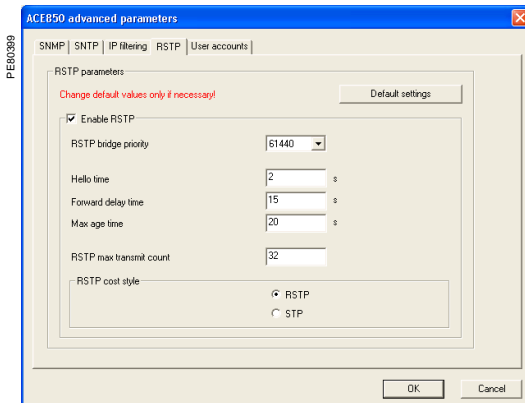 PE80399
ACE850 advanced parameters
SNMP SNTP IP filtering RSTP User accounts
RSTP parameters
Change default values only if necessary!
Default settings
Enable RSTP
RSTP bridge priority 61440
Hello time 2 s
Forward delay time 15 s
Max age time 20 s
RSTP max transmit count 32
RSTP cost style
RSTP
STP
OK Cancel